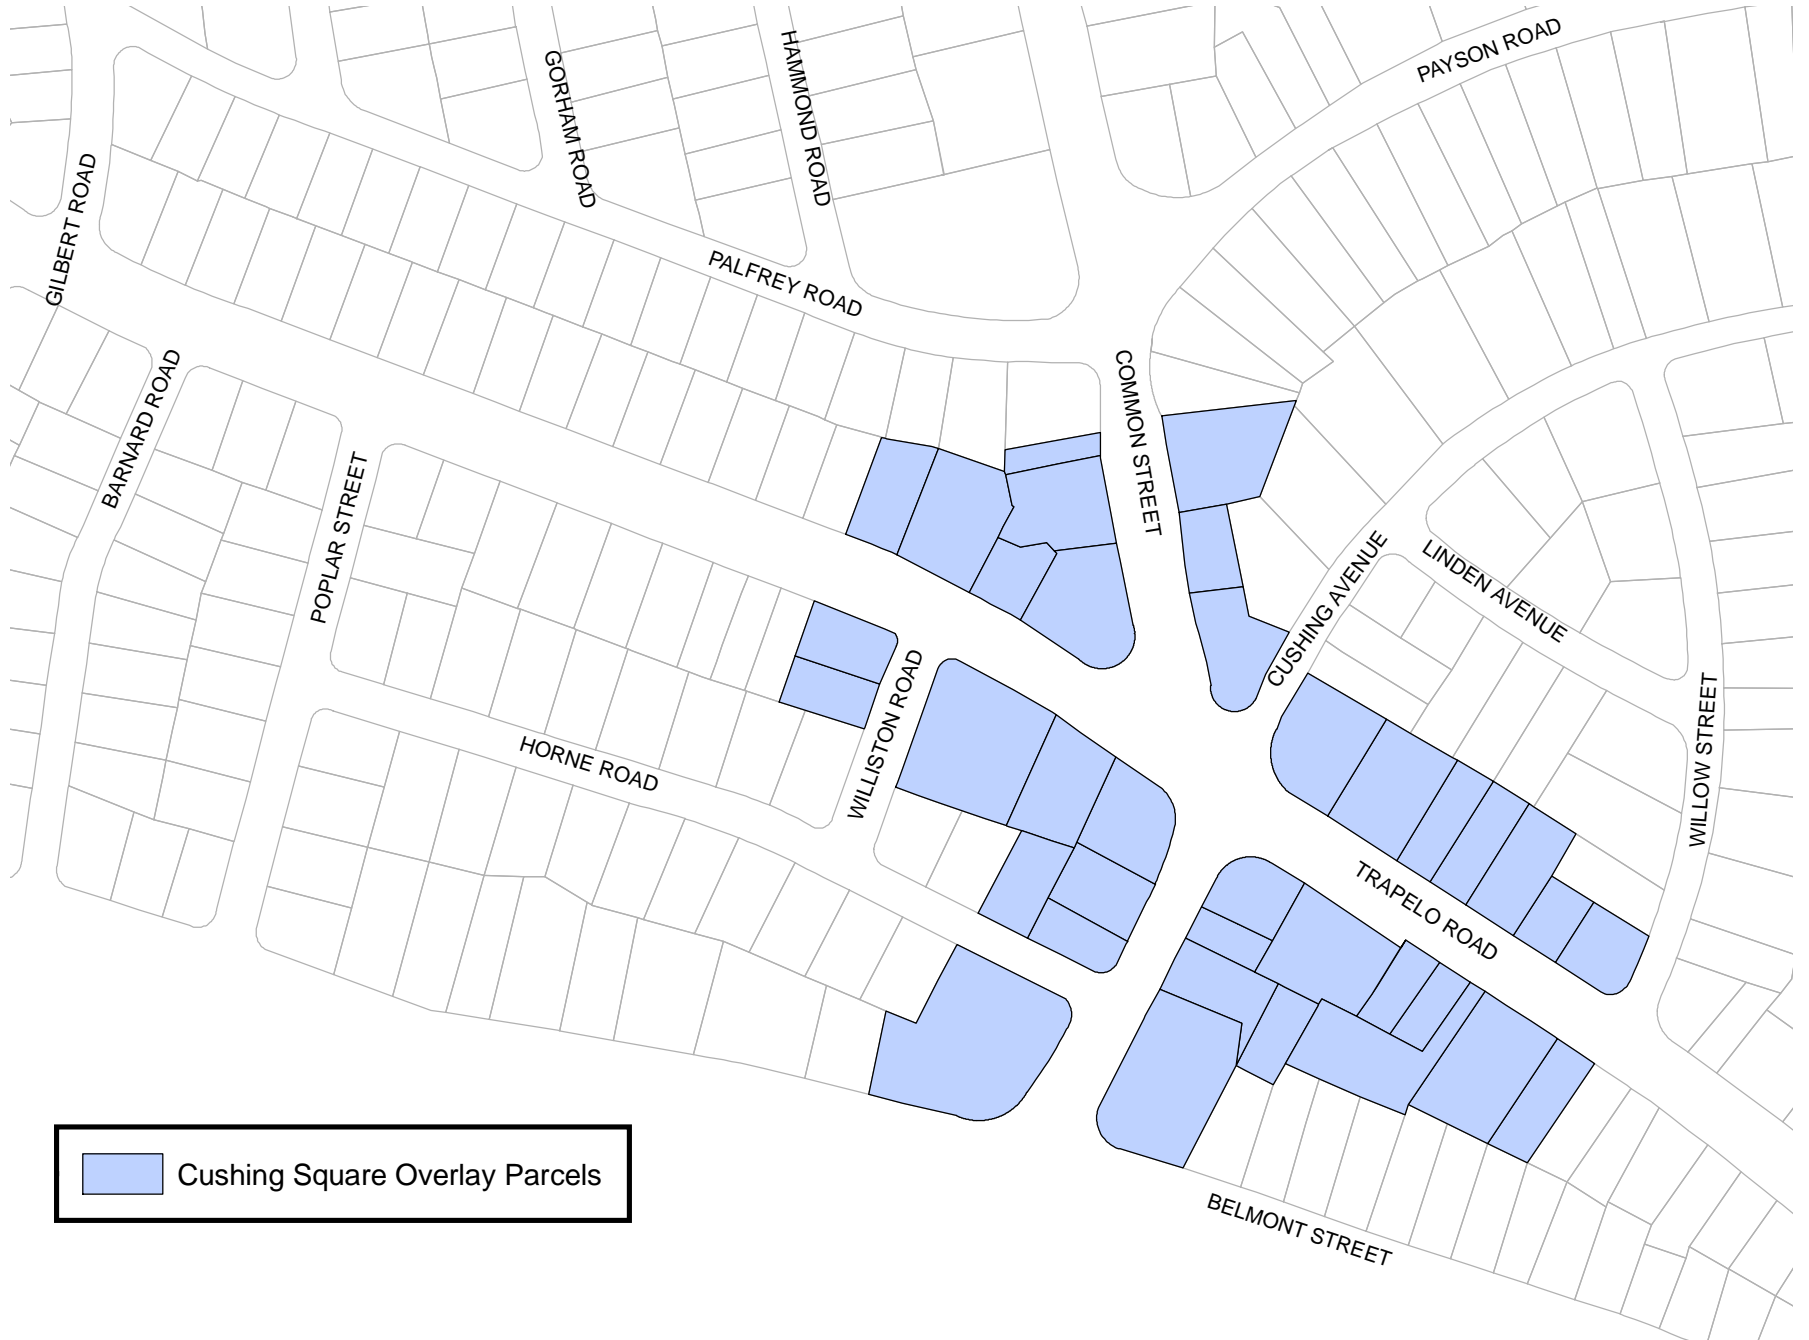 PAYSON ROAD
HAMMOND ROAD
GORHAM ROAD
GILBERT ROAD
PALFREY ROAD
BARNARD ROAD
COMMON STREET
POPLAR STREET
CUSHING AVENUE
LINDEN AVENUE
WILLISTON ROAD
WILLOW STREET
HORNE ROAD
TRAPELO ROAD
Cushing Square Overlay Parcels
BELMONT STREET